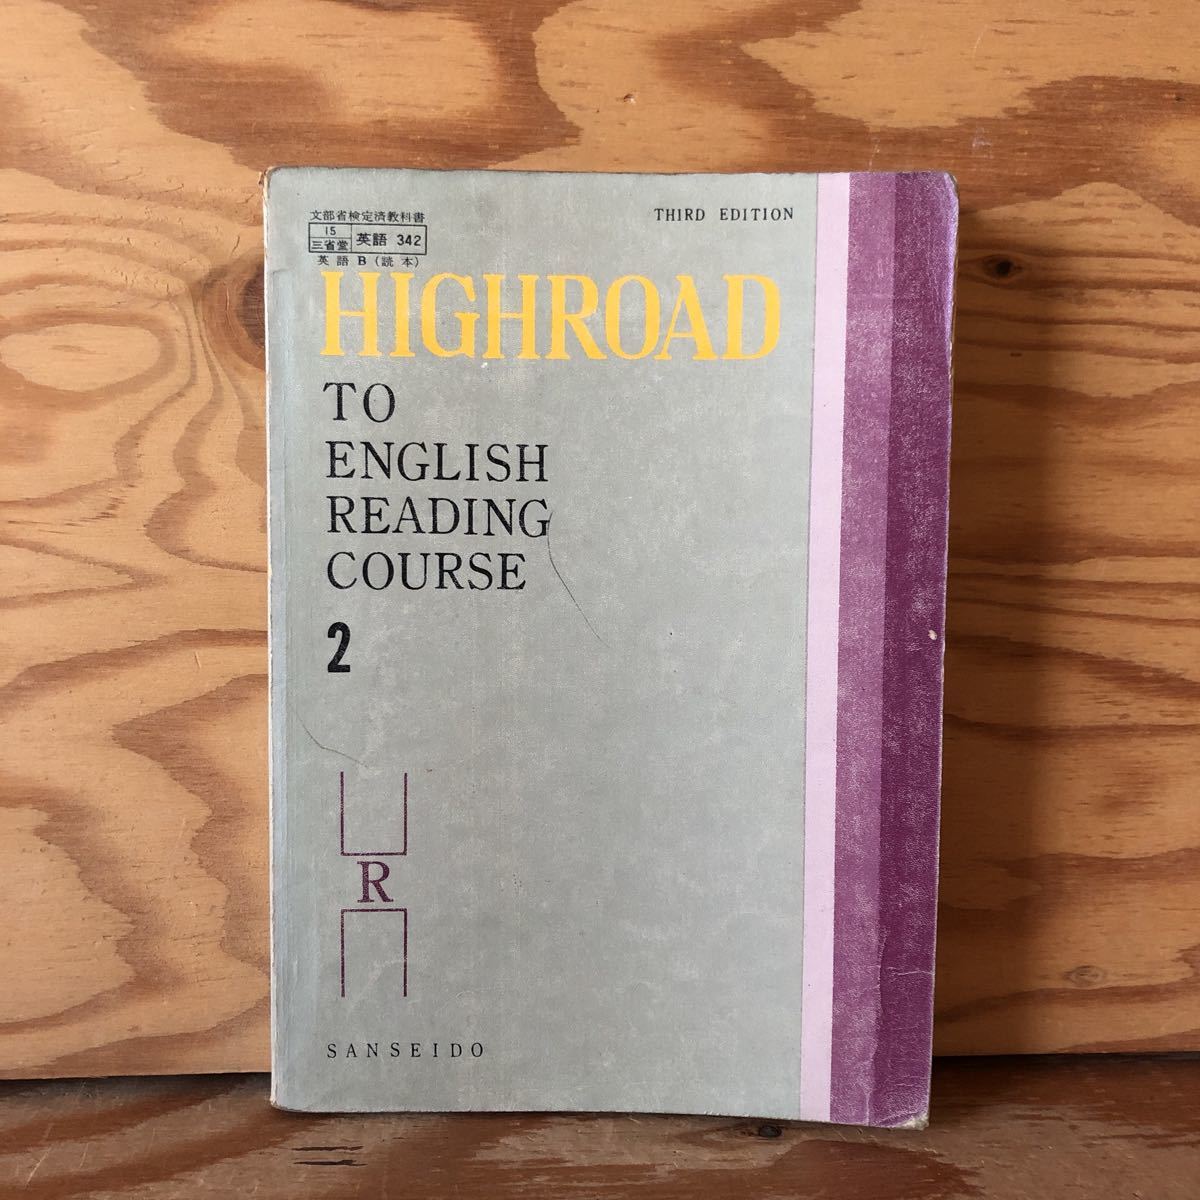 文部省検定済教科書
15
三省堂
英語 342
英語 B (読本)
THIRD EDITION
HIGHROAD
TO
ENGLISH
READING
COURSE
2
R
SANSEIDO